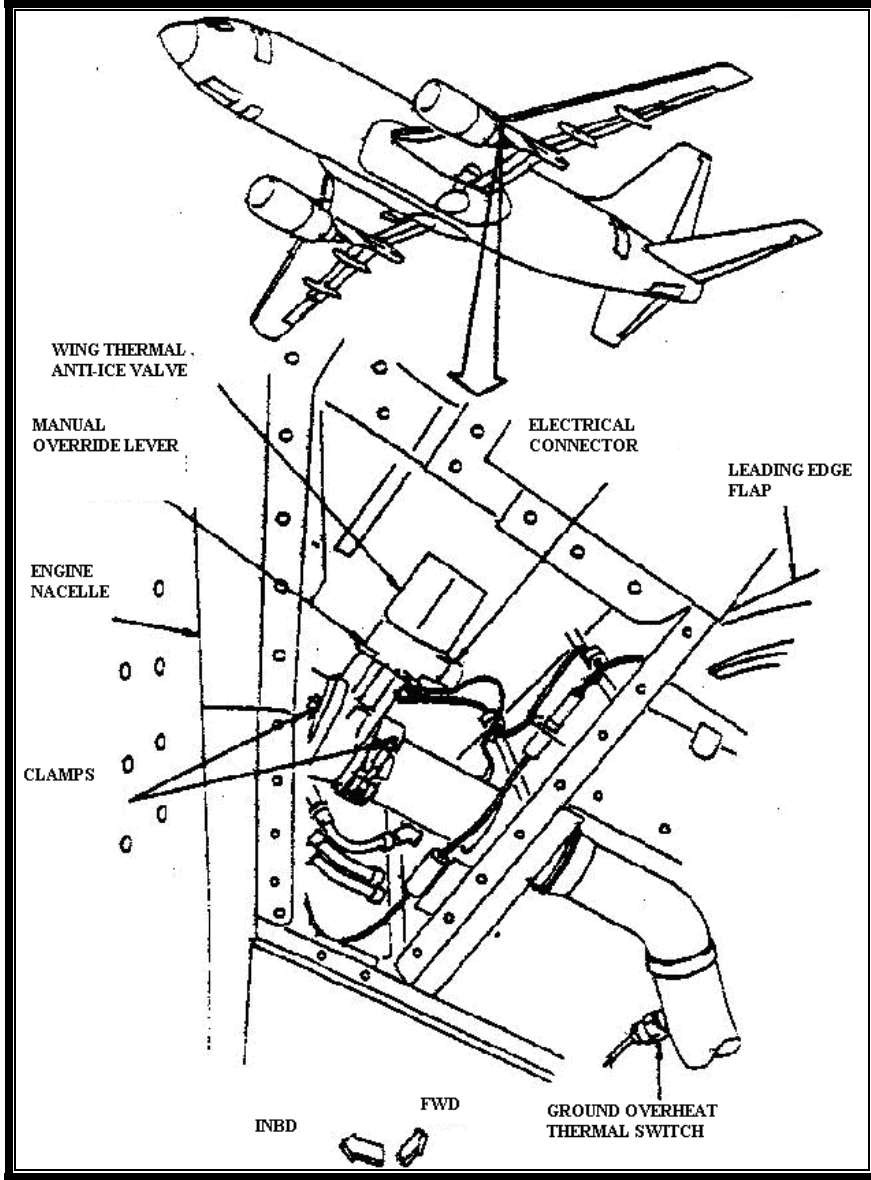 WING THERMAL
ANTI-ICE VALVE
MANUAL
OVERRIDE LEVER
ELECTRICAL
CONNECTOR
LEADING EDGE
FLAP
ENGINE
NACELLE
CLAMPS
FWD
INBD
GROUND OVERHEAT
THERMAL SWITCH